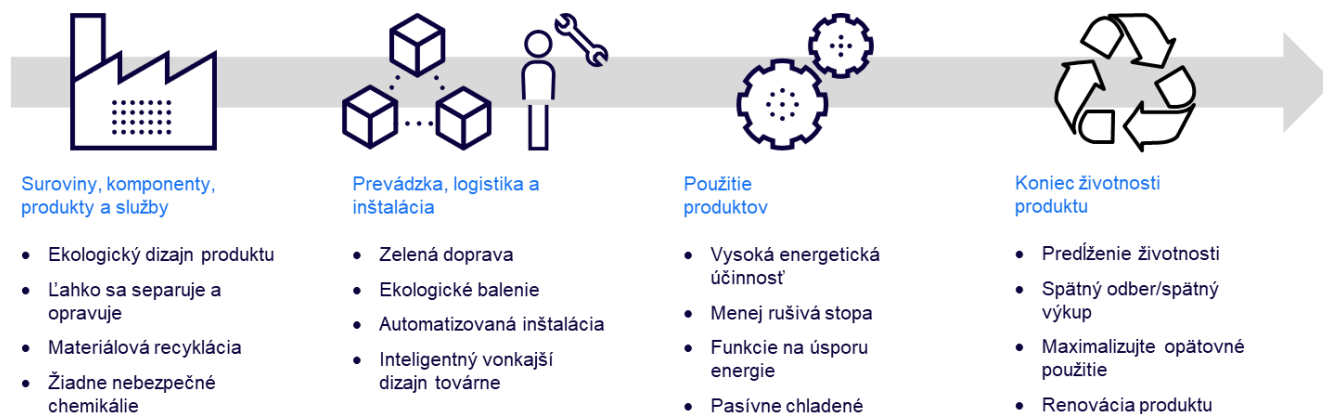 Suroviny, komponenty,
produkty a služby
• Ekologický dizajn produktu
• Ľahko sa separuje a
opravuje
• Materiálová recyklácia
• Žiadne nebezpečné
chemikálie
Prevádzka, logistika a
inštalácia
• Zelená doprava
• Ekologické balenie
• Automatizovaná inštalácia
• Inteligentný vonkajší
dizajn továrne
Použitie
produktov
• Vysoká energetická
účinnosť
• Menej rušivá stopa
• Funkcie na úsporu
energie
• Pasívne chladené
Koniec životnosti
produktu
• Predĺženie životnosti
• Spätný odber/spätný
výkup
• Maximalizujte opätovné
použitie
• Renovácia produktu